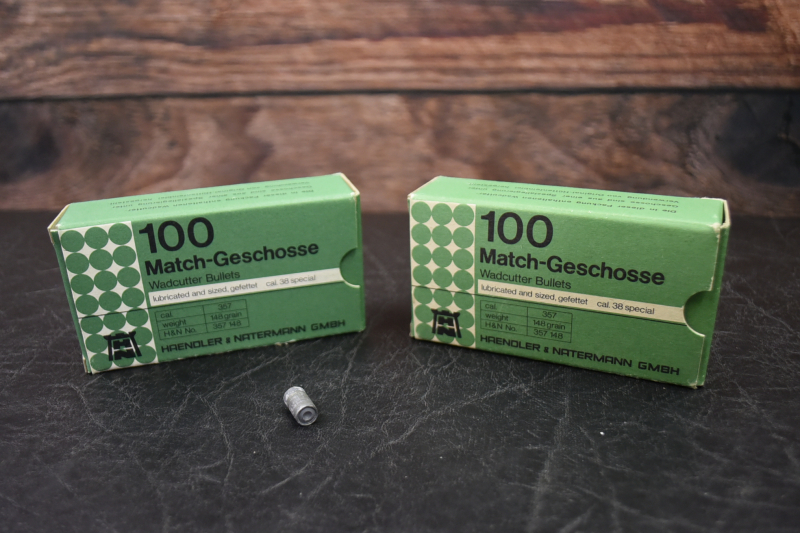 100
Match-Geschosse
Wadcutter Bullets
lubricated and sized, gefettet cal. 38 special
cal. 357
weight 148 grain
H&N No. 357 148
HAENDLER & NATERMANN GMBH
100
Match-Geschosse
Wadcutter Bullets
lubricated and sized, gefettet cal. 38 special
cal. 357
weight 148 grain
H&N No. 357 148
HAENDLER & NATERMANN GMBH